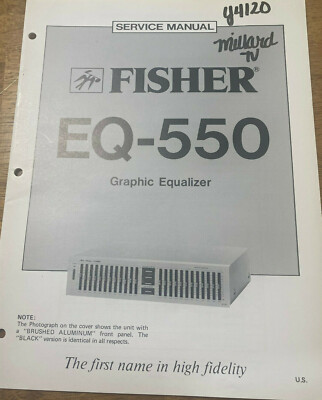 y4120
SERVICE MANUAL
Millard
TV
FISHER®
EQ-550
Graphic Equalizer
NOTE:
The Photograph on the cover shows the unit with
a "BRUSHED ALUMINUM" front panel. The
"BLACK" version is identical in all respects.
The first name in high fidelity
U.S.